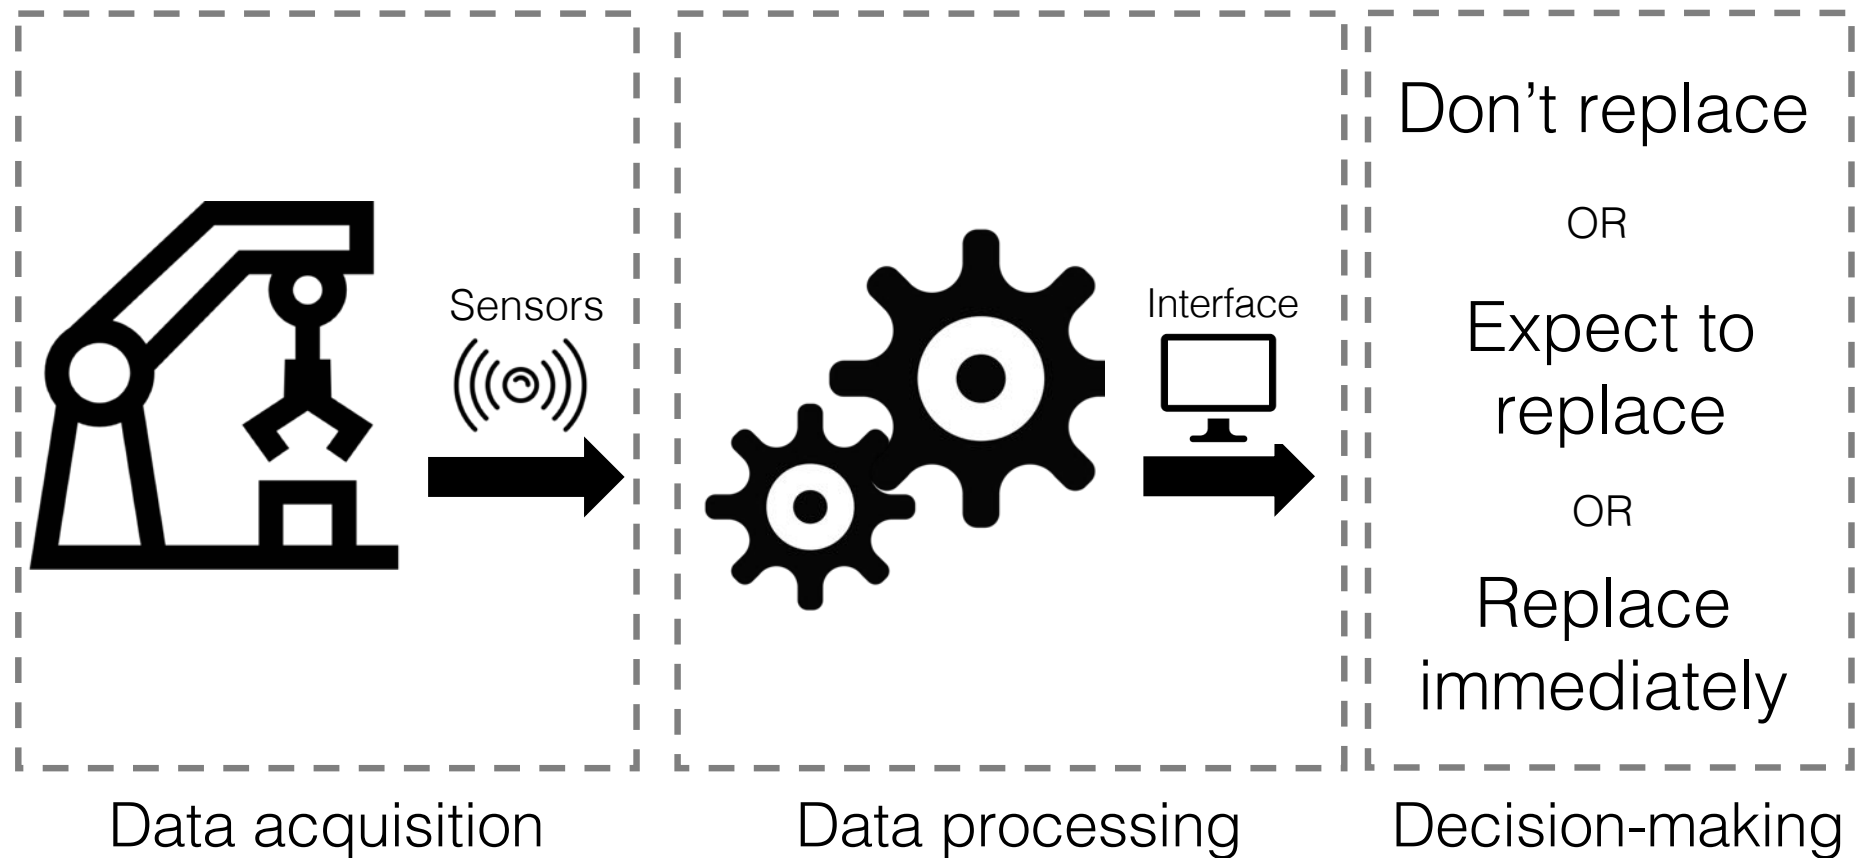 Sensors
Interface
Don't replace
OR
Expect to
replace
OR
Replace
immediately
Data acquisition
Data processing
Decision-making